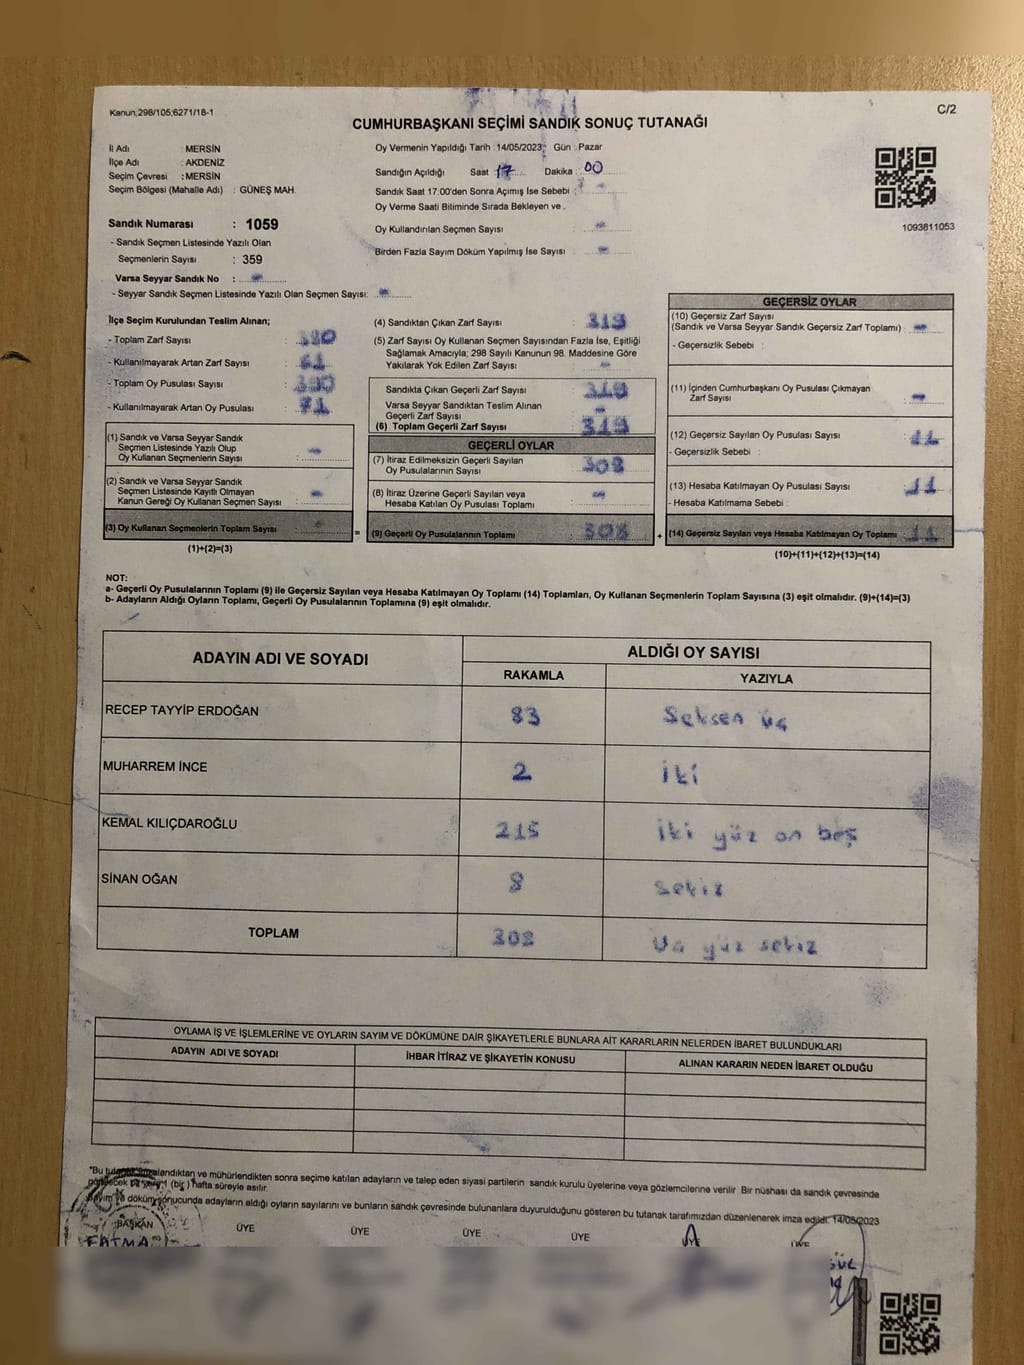 Kanun;298/105;6271/18-1
C/2
CUMHURBAŞKANI SEÇİMİ SANDIK SONUÇ TUTANAĞI
İl Adı : MERSİN
İlçe Adı : AKDENİZ
Seçim Çevresi : MERSİN
Seçim Bölgesi (Mahalle Adı) : GÜNEŞ MAH.
Sandık Numarası : 1059
- Sandık Seçmen Listesinde Yazılı Olan
Seçmenlerin Sayısı : 359
Varsa Seyyar Sandık No : -
- Seyyar Sandık Seçmen Listesinde Yazılı Olan Seçmen Sayısı: -
Oy Vermenin Yapıldığı Tarih :14/05/2023; Gün : Pazar
Sandığın Açıldığı Saat : 17 Dakika : 00
Sandık Saat 17:00'den Sonra Açımış İse Sebebi : -
Oy Verme Saati Bitiminde Sırada Bekleyen ve
Oy Kullandırılan Seçmen Sayısı : -
Birden Fazla Sayım Döküm Yapılmış İse Sayısı : -
1093811053
İlçe Seçim Kurulundan Teslim Alınan;
- Toplam Zarf Sayısı : 380
- Kullanılmayarak Artan Zarf Sayısı : 61
- Toplam Oy Pusulası Sayısı :
- Kullanılmayarak Artan Oy Pusulası : 71
(1) Sandık ve Varsa Seyyar Sandık
Seçmen Listesinde Yazılı Olup
Oy Kullanan Seçmenlerin Sayısı : -
(2) Sandık ve Varsa Seyyar Sandık
Seçmen Listesinde Kayıtlı Olmayan
Kanun Gereği Oy Kullanan Seçmen Sayısı : -
(3) Oy Kullanan Seçmenlerin Toplam Sayısı :
(1)+(2)=(3)
(4) Sandıktan Çıkan Zarf Sayısı : 319
(5) Zarf Sayısı Oy Kullanan Seçmen Sayısından Fazla İse, Eşitliği
Sağlamak Amacıyla; 298 Sayılı Kanunun 98. Maddesine Göre
Yakılarak Yok Edilen Zarf Sayısı : -
Sandıkta Çıkan Geçerli Zarf Sayısı : 319
Varsa Seyyar Sandıktan Teslim Alınan
Geçerli Zarf Sayısı : -
(6) Toplam Geçerli Zarf Sayısı : 319
GEÇERLİ OYLAR
(7) İtiraz Edilmeksizin Geçerli Sayılan
Oy Pusulalarının Sayısı : 308
(8) İtiraz Üzerine Geçerli Sayılan veya
Hesaba Katılan Oy Pusulası Toplamı : -
= (9) Geçerli Oy Pusulalarının Toplamı : 308 +
GEÇERSİZ OYLAR
(10) Geçersiz Zarf Sayısı
(Sandık ve Varsa Seyyar Sandık Geçersiz Zarf Toplamı) : -
- Geçersizlik Sebebi :
(11) İçinden Cumhurbaşkanı Oy Pusulası Çıkmayan
Zarf Sayısı : -
(12) Geçersiz Sayılan Oy Pusulası Sayısı : 11
- Geçersizlik Sebebi :
(13) Hesaba Katılmayan Oy Pusulası Sayısı : 11
- Hesaba Katılmama Sebebi :
(14) Geçersiz Sayılan veya Hesaba Katılmayan Oy Toplamı : 11
(10)+(11)+(12)+(13)=(14)
NOT:
a- Geçerli Oy Pusulalarının Toplamı (9) ile Geçersiz Sayılan veya Hesaba Katılmayan Oy Toplamı (14) Toplamları, Oy Kullanan Seçmenlerin Toplam Sayısına (3) eşit olmalıdır. (9)+(14)=(3)
b- Adayların Aldığı Oyların Toplamı, Geçerli Oy Pusulalarının Toplamına (9) eşit olmalıdır.
ADAYIN ADI VE SOYADI
ALDIĞI OY SAYISI
RAKAMLA YAZIYLA
RECEP TAYYİP ERDOĞAN 83 Seksen üç
MUHARREM İNCE 2 İki
KEMAL KILIÇDAROĞLU 215 İki yüz on beş
SİNAN OĞAN 8 Sekiz
TOPLAM 308 Üç yüz sekiz
OYLAMA İŞ VE İŞLEMLERİNE VE OYLARIN SAYIM VE DÖKÜMÜNE DAİR ŞİKAYETLERLE BUNLARA AİT KARARLARIN NELERDEN İBARET BULUNDUKLARI
ADAYIN ADI VE SOYADI İHBAR İTİRAZ VE ŞİKAYETİN KONUSU ALINAN KARARIN NEDEN İBARET OLDUĞU
"Bu tutanak imzalandıktan ve mühürlendikten sonra seçime katılan adayların ve talep eden siyasi partilerin sandık kurulu üyelerine veya gözlemcilerine verilir. Bir nüshası da sandık çevresinde
görülecek bir yere 1 (bir) hafta süreyle asılır.
Sayım ve döküm sonucunda adayların aldığı oyların sayılarını ve bunların sandık çevresinde bulunanlara duyurulduğunu gösteren bu tutanak tarafımızdan düzenlenerek imza edildi. 14/05/2023
BAŞKAN ÜYE ÜYE ÜYE ÜYE ÜYE ÜYE
FATMA